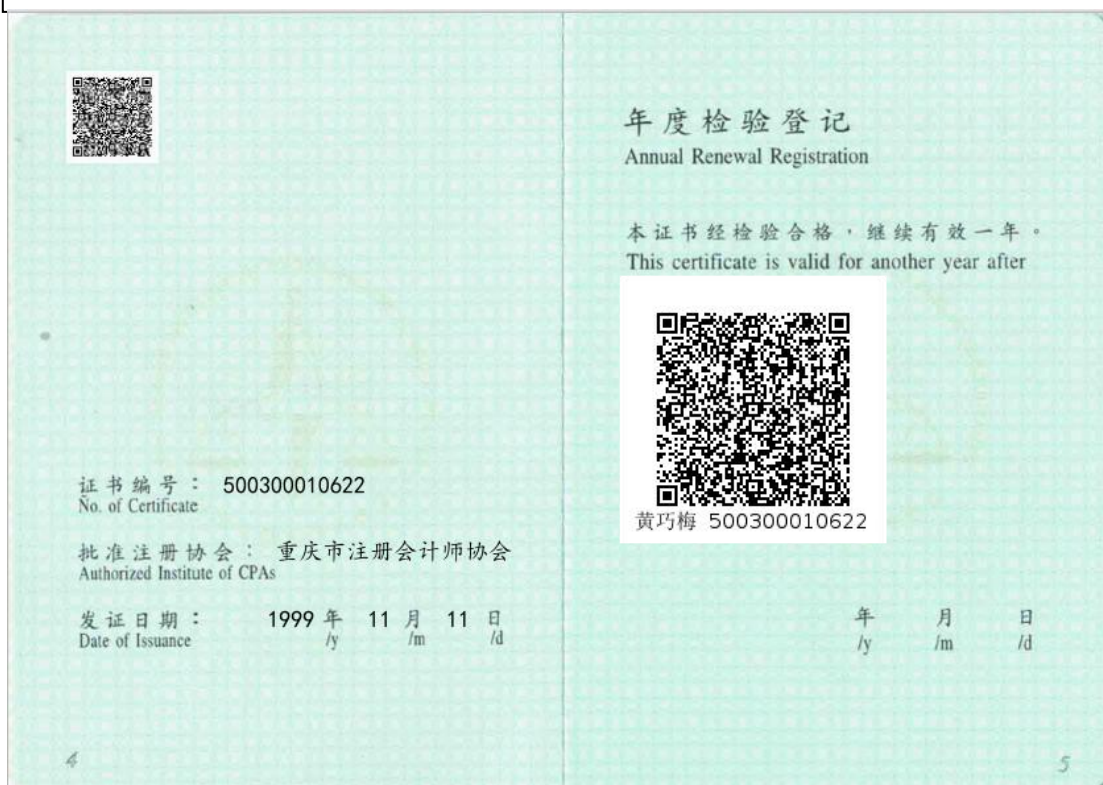 证书编号： 500300010622
No. of Certificate
批准注册协会： 重庆市注册会计师协会
Authorized Institute of CPAs
发证日期： 1999 年 11 月 11 日
Date of Issuance /y /m /d
4
年度检验登记
Annual Renewal Registration
本证书经检验合格，继续有效一年。
This certificate is valid for another year after
黄巧梅 500300010622
年 月 日
/y /m /d
5